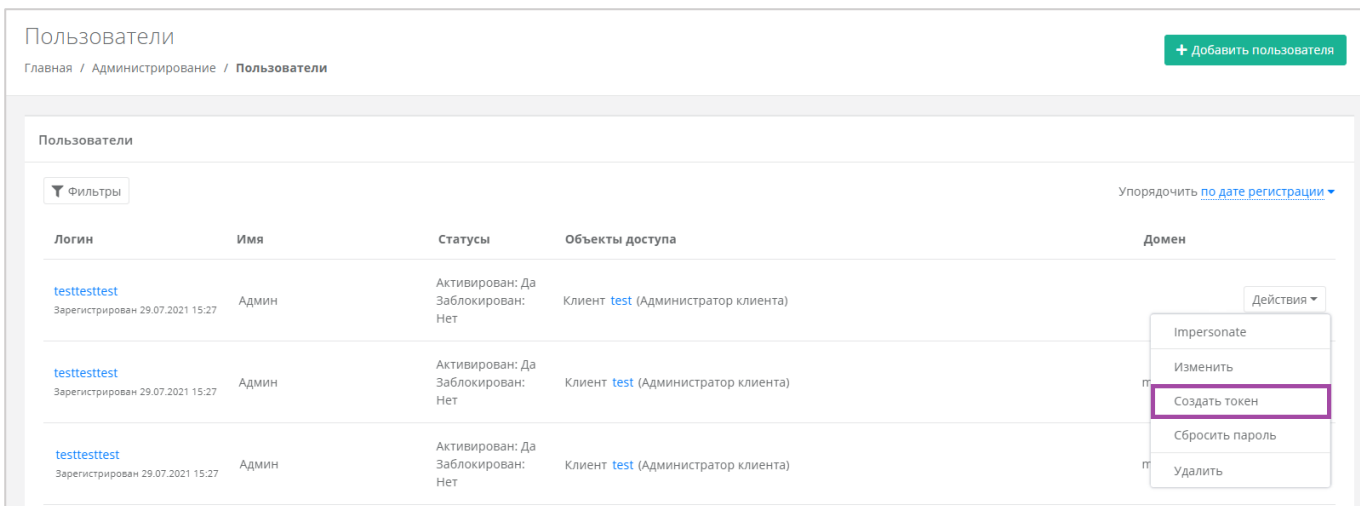 Пользователи
+ Добавить пользователя
Главная / Администрирование / Пользователи
Пользователи
Фильтры
Упорядочить по дате регистрации
Логин Имя Статусы Объекты доступа Домен
testtesttest
Зарегистрирован 29.07.2021 15:27
Админ
Активирован: Да
Заблокирован:
Нет
Клиент test (Администратор клиента)
Действия
Impersonate
Изменить
Создать токен
Сбросить пароль
Удалить
testtesttest
Зарегистрирован 29.07.2021 15:27
Админ
Активирован: Да
Заблокирован:
Нет
Клиент test (Администратор клиента)
testtesttest
Зарегистрирован 29.07.2021 15:27
Админ
Активирован: Да
Заблокирован:
Нет
Клиент test (Администратор клиента)